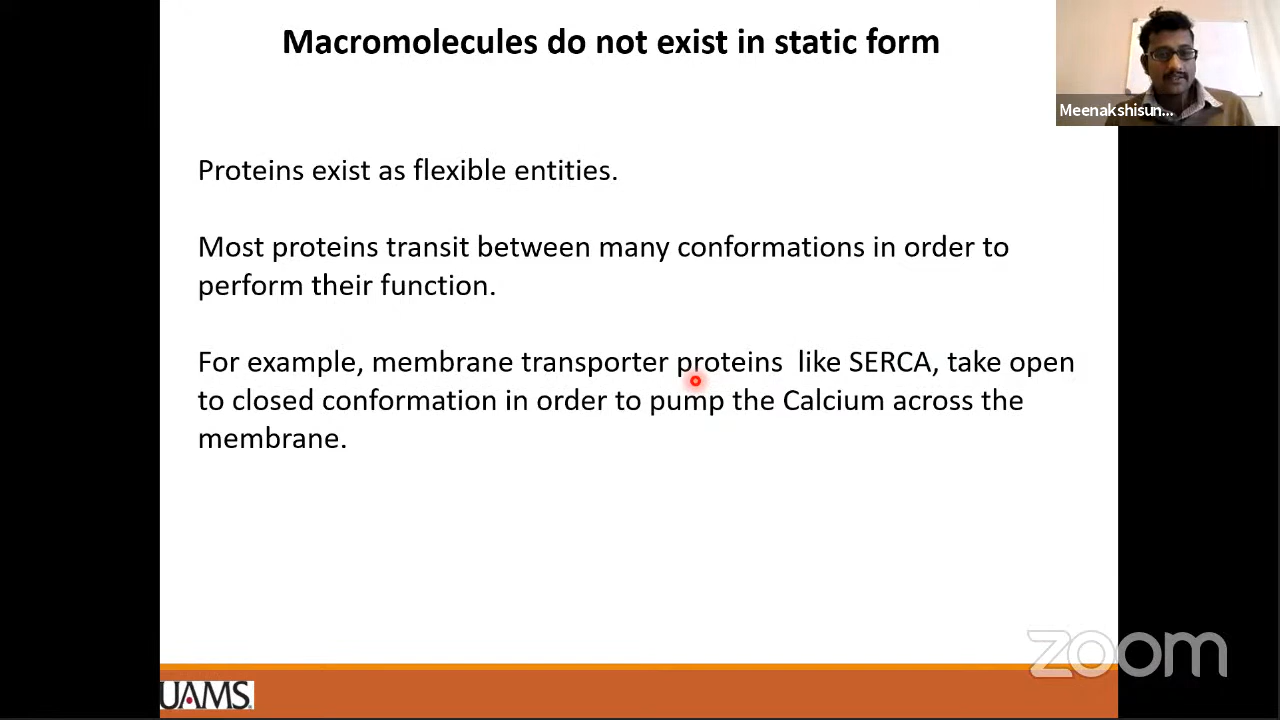 Macromolecules do not exist in static form
Meenakshisun...
Proteins exist as flexible entities.
Most proteins transit between many conformations in order to
perform their function.
For example, membrane transporter proteins  like SERCA, take open
to closed conformation in order to pump the Calcium across the
membrane.
zoom
UAMS